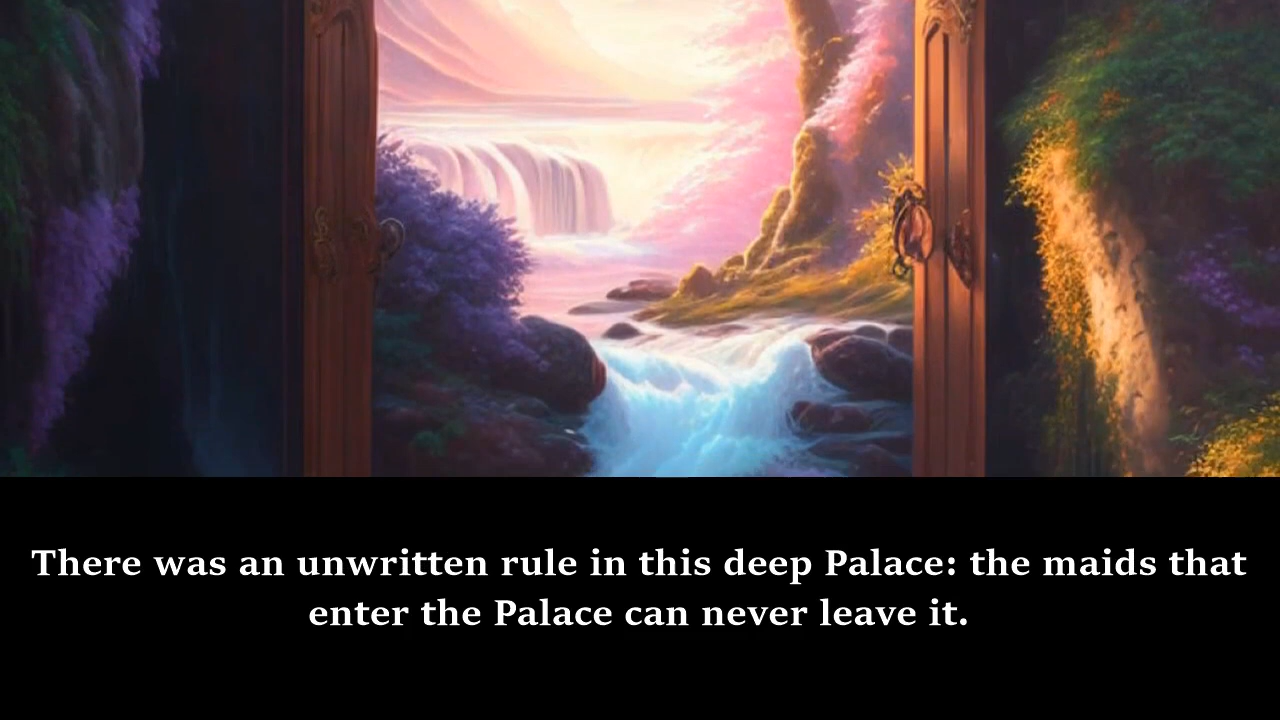 There was an unwritten rule in this deep Palace: the maids that
enter the Palace can never leave it.